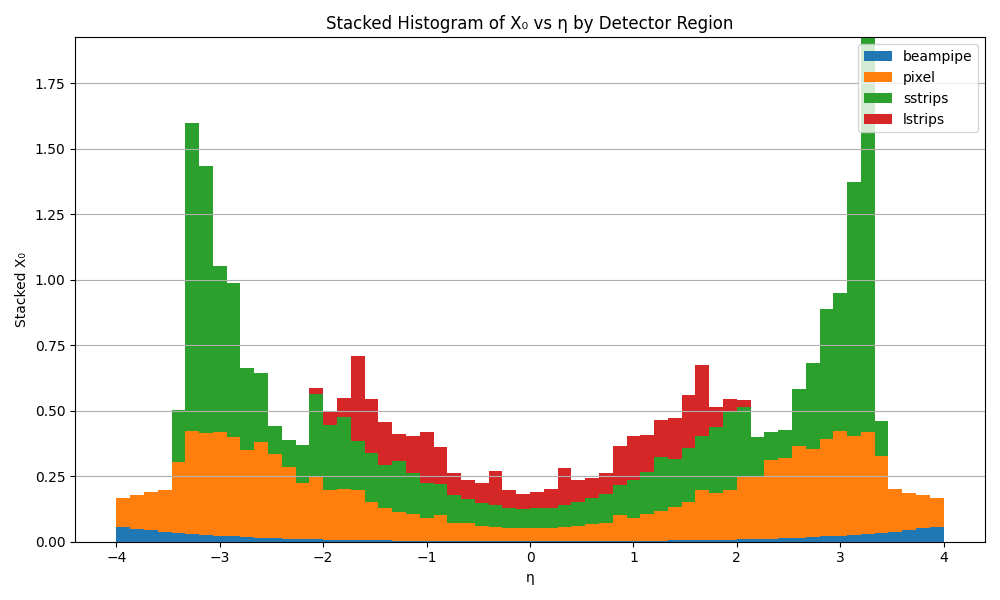 Stacked Histogram of X₀ vs η by Detector Region
beampipe
pixel
sstrips
lstrips
Stacked X₀
1.75
1.50
1.25
1.00
0.75
0.50
0.25
0.00
−4
−3
−2
−1
0
1
2
3
4
η